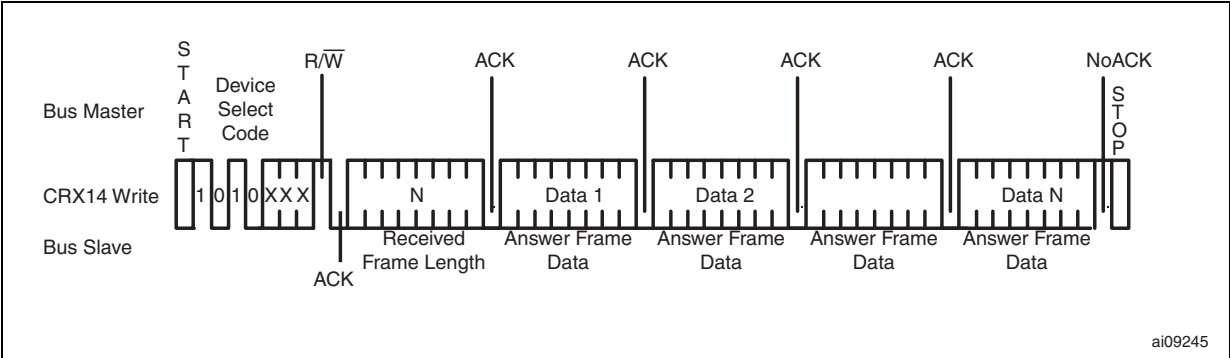 START
Device
Select
Code
R/W̅
ACK
ACK
ACK
ACK
NoACK
STOP
Bus Master
CRX14 Write
1 0 1 0 X X X
N
Data 1
Data 2
Data N
Bus Slave
ACK
Received
Frame Length
Answer Frame
Data
Answer Frame
Data
Answer Frame
Data
Answer Frame
Data
ai09245